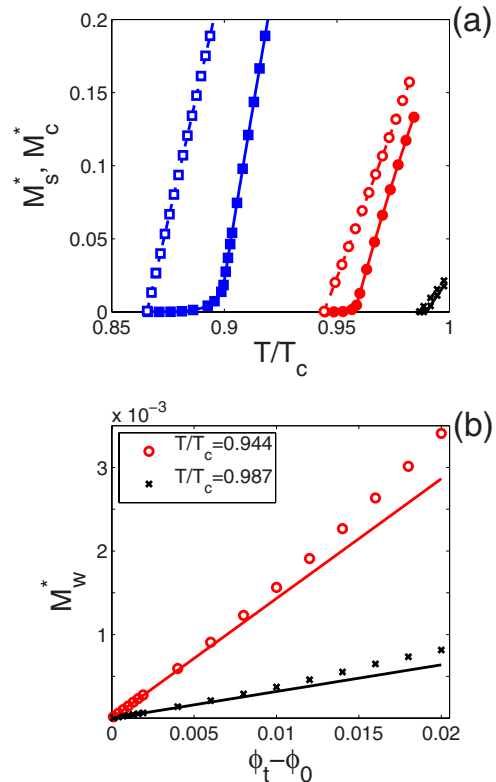 (a)
0.2
0.15
0.1
0.05
0
M*s, M*c
0.85 0.9 0.95 1
T/Tc
x 10⁻³
(b)
3
2
1
0
M*w
T/Tc=0.944
T/Tc=0.987
0 0.005 0.01 0.015 0.02
ϕt−ϕ0